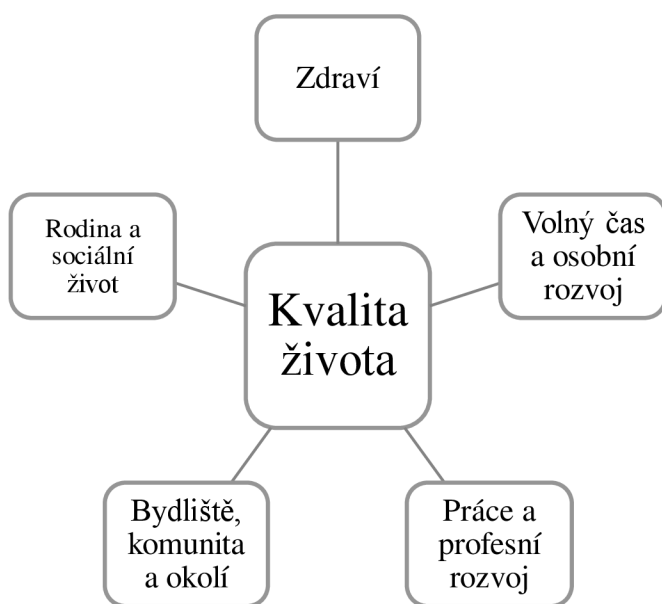 Zdraví
Rodina a
sociální
život
Volný čas
a osobní
rozvoj
Kvalita
života
Bydliště,
komunita
a okolí
Práce a
profesní
rozvoj